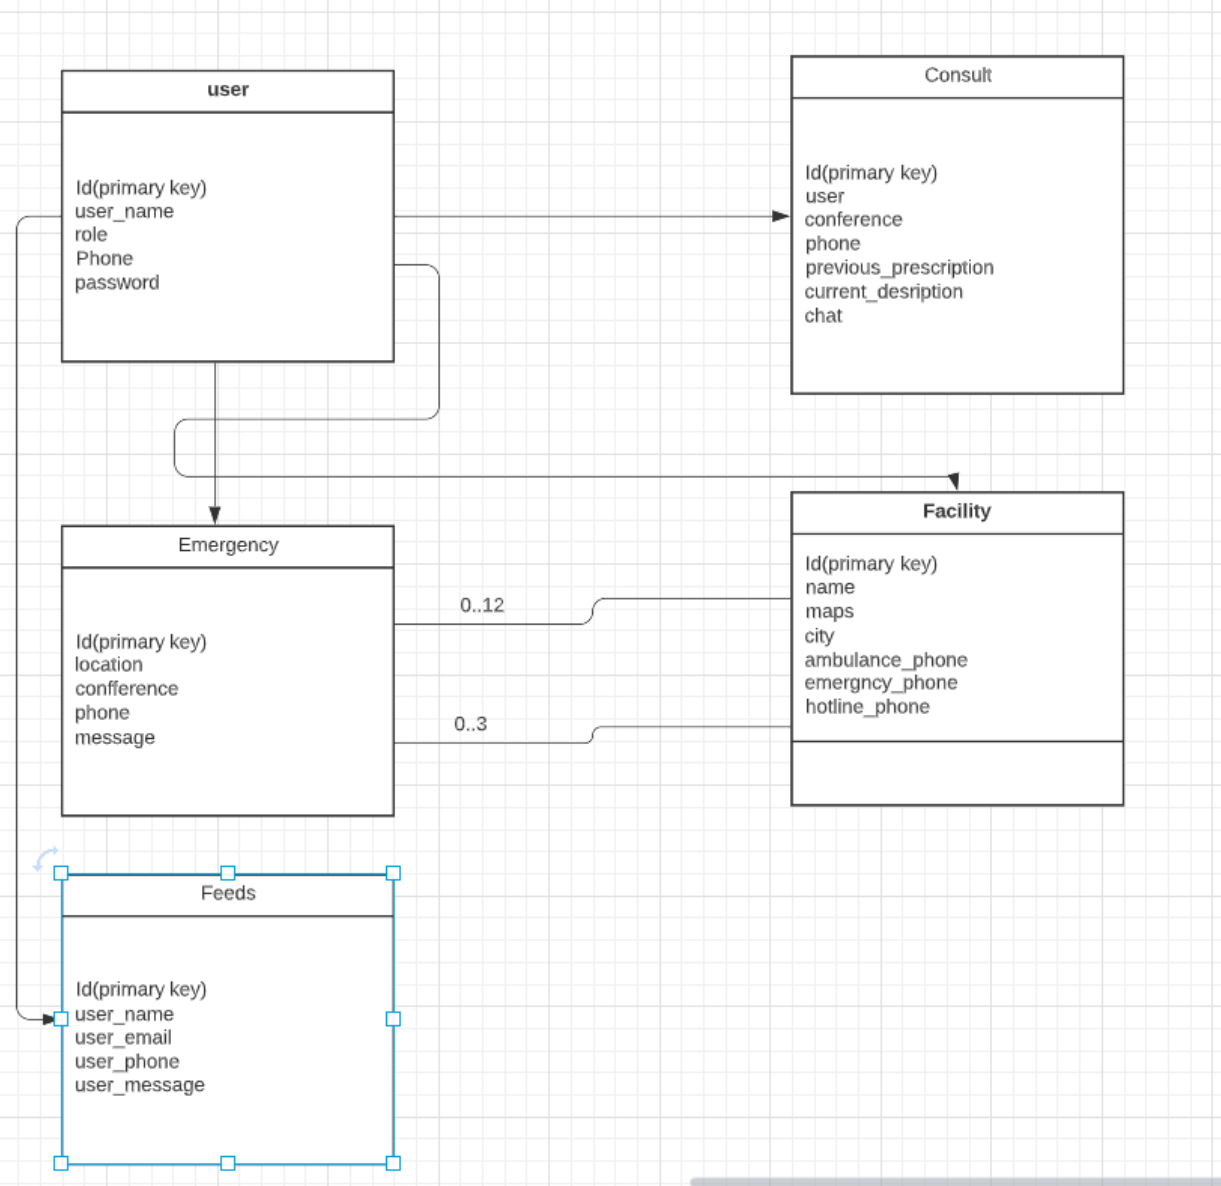 user
Id(primary key)
user_name
role
Phone
password
Consult
Id(primary key)
user
conference
phone
previous_prescription
current_desription
chat
Emergency
Id(primary key)
location
confference
phone
message
0..12
0..3
Facility
Id(primary key)
name
maps
city
ambulance_phone
emergncy_phone
hotline_phone
Feeds
Id(primary key)
user_name
user_email
user_phone
user_message